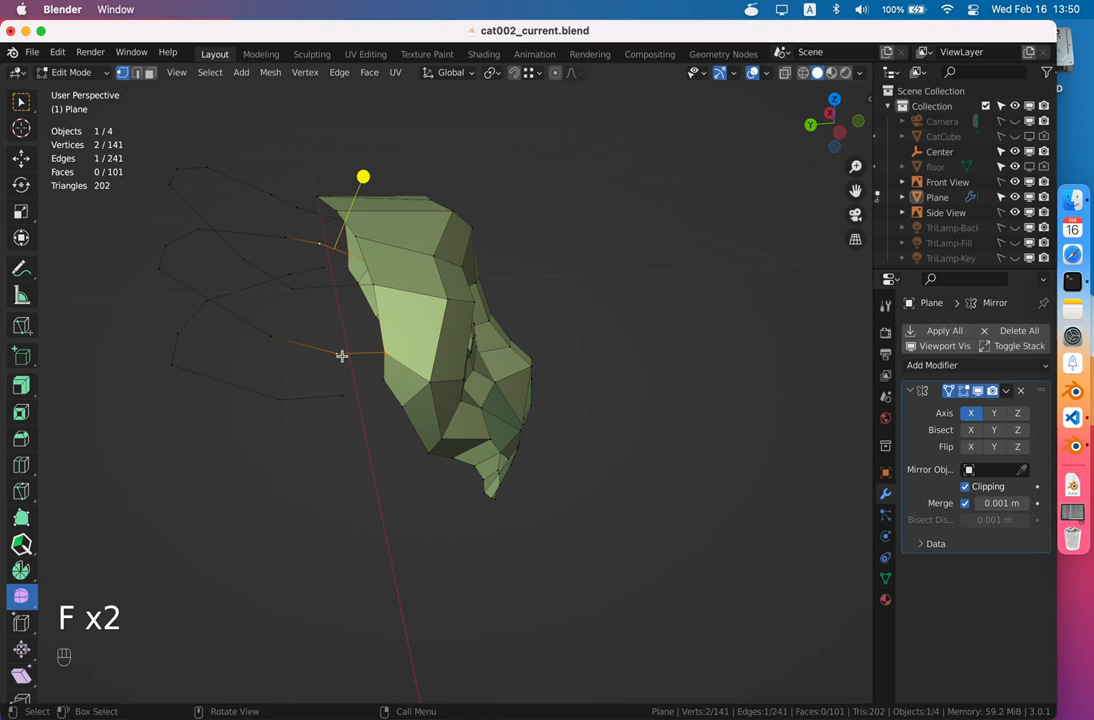 Blender Window 100% Wed Feb 16 13:50
cat002_current.blend
File Edit Render Window Help Layout Modeling Sculpting UV Editing Texture Paint Shading Animation Rendering Compositing Geometry Nodes Scene ViewLayer
Edit Mode View Select Add Mesh Vertex Edge Face UV Global
User Perspective
(1) Plane
Objects 1 / 4
Vertices 2 / 141
Edges 1 / 241
Faces 0 / 101
Triangles 202
Z
X
Y
F x2
Scene Collection
Collection
Camera
CatCube
Center
floor
Front View
Plane
Side View
TriLamp-Back
TriLamp-Fill
TriLamp-Key
Plane > Mirror
Apply All Delete All
Viewport Vis Toggle Stack
Add Modifier
Axis X Y Z
Bisect X Y Z
Flip X Y Z
Mirror Obj...
Clipping
Merge 0.001 m
Bisect Dis... 0.001 m
Data
Select Box Select Rotate View Call Menu Plane | Verts:2/141 | Edges:1/241 | Faces:0/101 | Tris:202 | Objects:1/4 | Memory: 59.2 MiB | 3.0.1